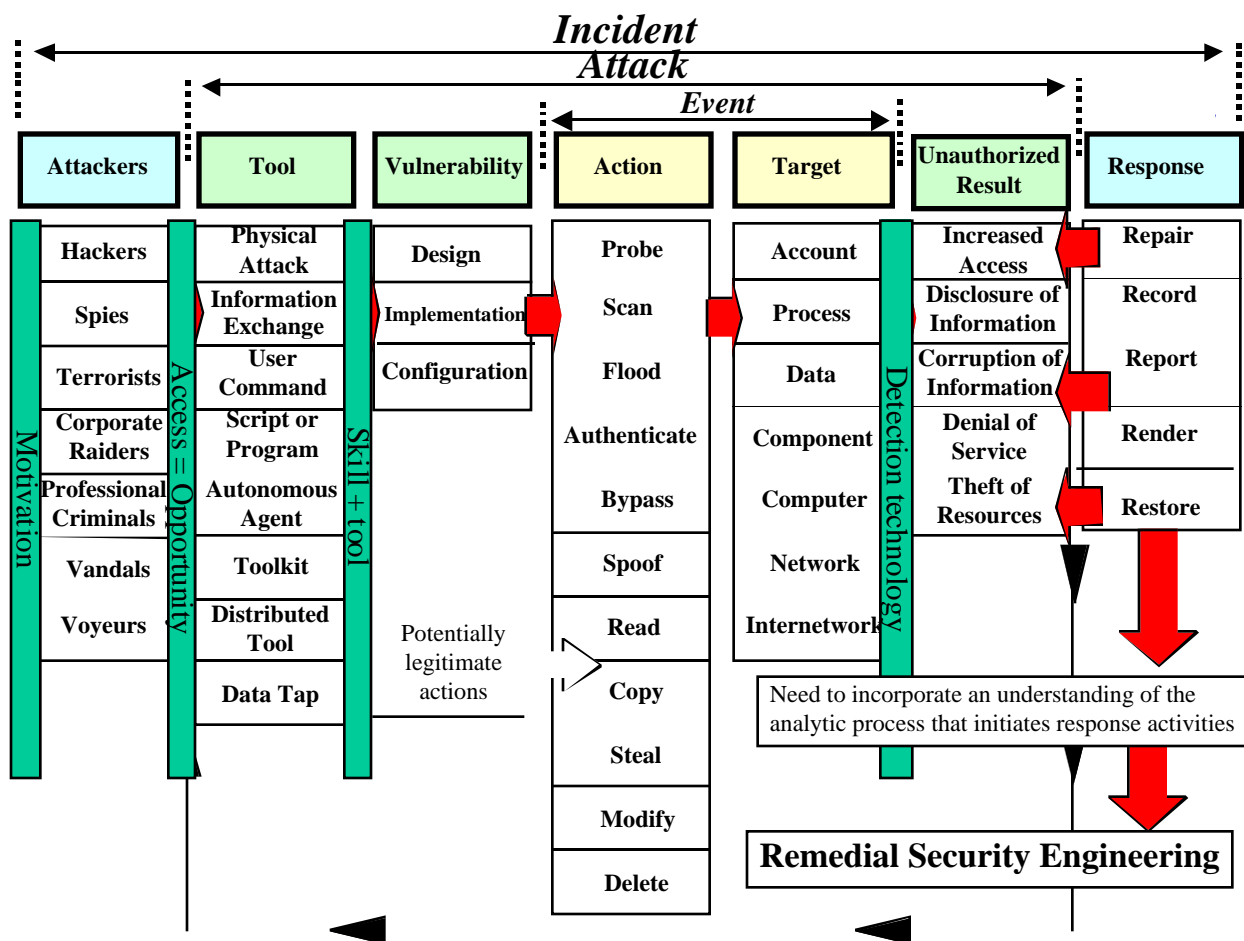 Incident
Attack
Event
Attackers
Tool
Vulnerability
Action
Target
Unauthorized
Result
Response
Motivation
Hackers
Spies
Terrorists
Corporate
Raiders
Professional
Criminals
Vandals
Voyeurs
Access = Opportunity
Physical
Attack
Information
Exchange
User
Command
Script or
Program
Autonomous
Agent
Toolkit
Distributed
Tool
Data Tap
Skill + tool
Design
Implementation
Configuration
Potentially
legitimate
actions
Probe
Scan
Flood
Authenticate
Bypass
Spoof
Read
Copy
Steal
Modify
Delete
Account
Process
Data
Component
Computer
Network
Internetwork
Detection technology
Increased
Access
Disclosure of
Information
Corruption of
Information
Denial of
Service
Theft of
Resources
Repair
Record
Report
Render
Restore
Need to incorporate an understanding of the
analytic process that initiates response activities
Remedial Security Engineering